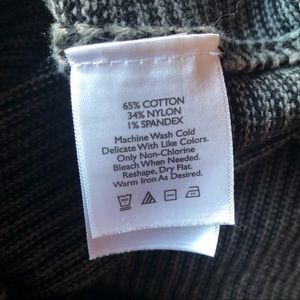 65% COTTON
34% NYLON
1% SPANDEX
Machine Wash Cold
Delicate With Like Colors.
Only Non-Chlorine
Bleach When Needed.
Reshape, Dry Flat.
Warm Iron As Desired.